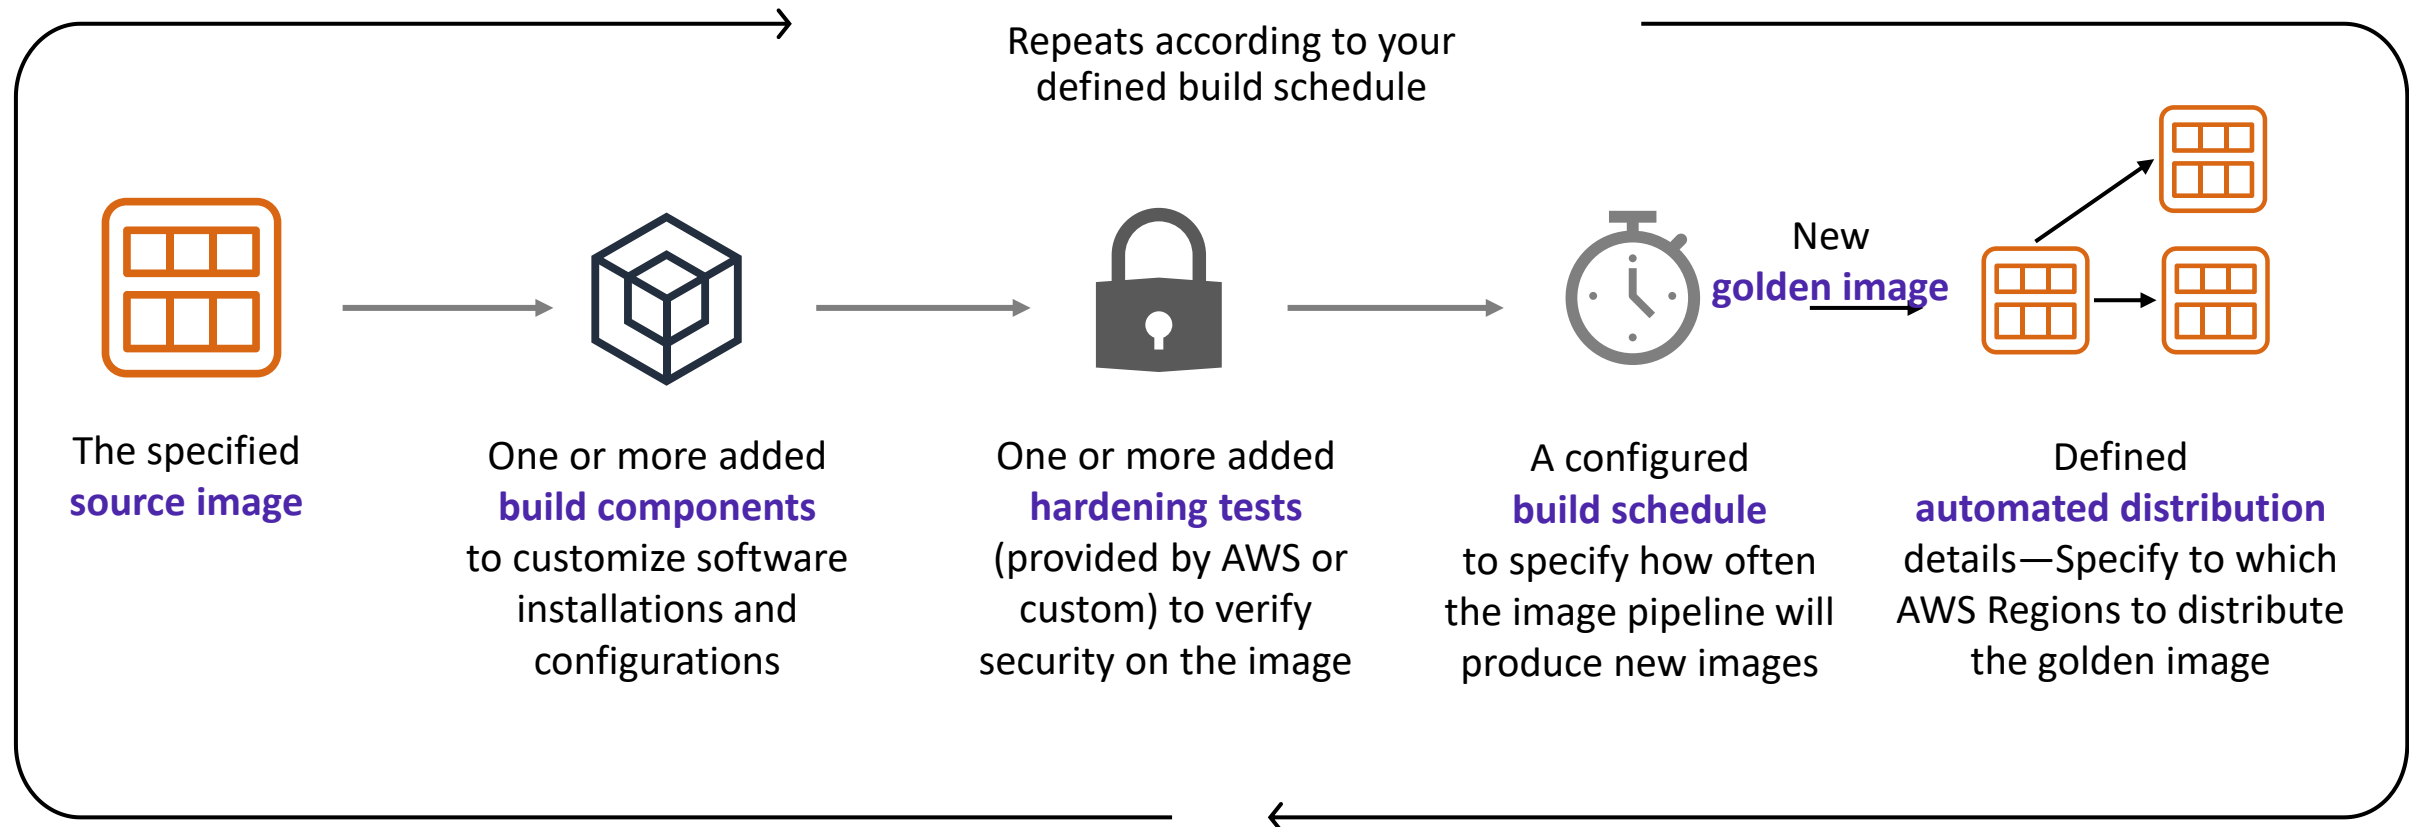 Repeats according to your
defined build schedule
New
golden image
The specified
source image
One or more added
build components
to customize software
installations and
configurations
One or more added
hardening tests
(provided by AWS or
custom) to verify
security on the image
A configured
build schedule
to specify how often
the image pipeline will
produce new images
Defined
automated distribution
details—Specify to which
AWS Regions to distribute
the golden image